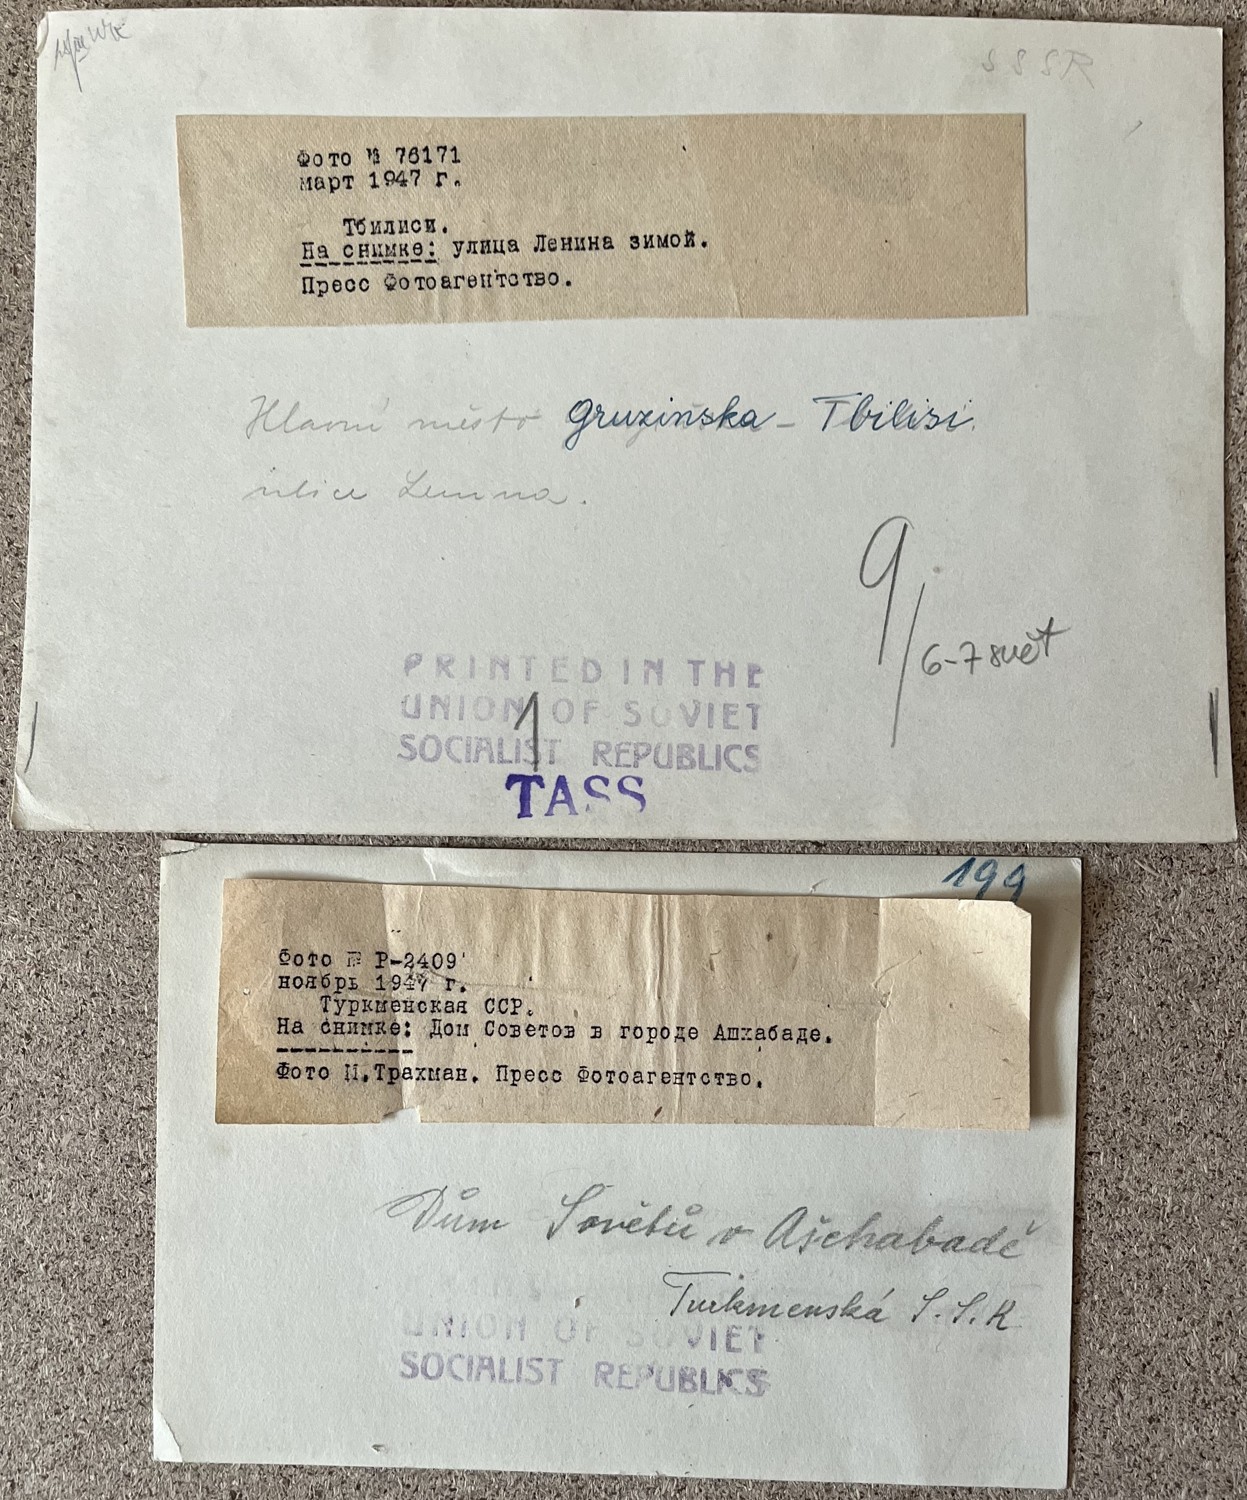 S S S R
Фото № 76171
март 1947 г.
Тбилиси.
На снимке: улица Ленина зимой.
Пресс Фотоагентство.
Hlavní město Gruzinska - Tbilisi.
ulice Lenina.
9/
6-7 svět
PRINTED IN THE
UNION OF SOVIET
SOCIALIST REPUBLICS
1
TASS
199
Фото № Р-2409
ноябрь 1947 г.
Туркменская ССР.
На снимке: Дом Советов в городе Ашхабаде.
Фото М.Трахман. Пресс Фотоагентство.
Dům Sovětů v Ašchabadě
Turkmenská S.S.R
UNION OF SOVIET
SOCIALIST REPUBLICS